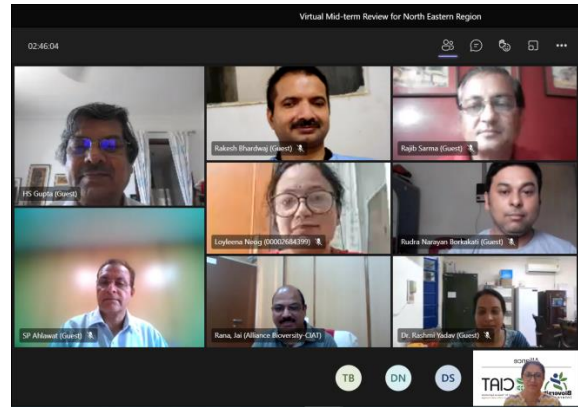 Virtual Mid-term Review for North Eastern Region
02:46:04
HS Gupta (Guest)
Rakesh Bhardwaj (Guest)
Rajib Sarma (Guest)
Loyleena Neog (00002684399)
Rudra Narayan Borkakati (Guest)
SP Ahlawat (Guest)
Rana, Jai (Alliance Bioversity-CIAT)
Dr. Rashmi Yadav (Guest)
TB
DN
DS
Alliance
CIAT